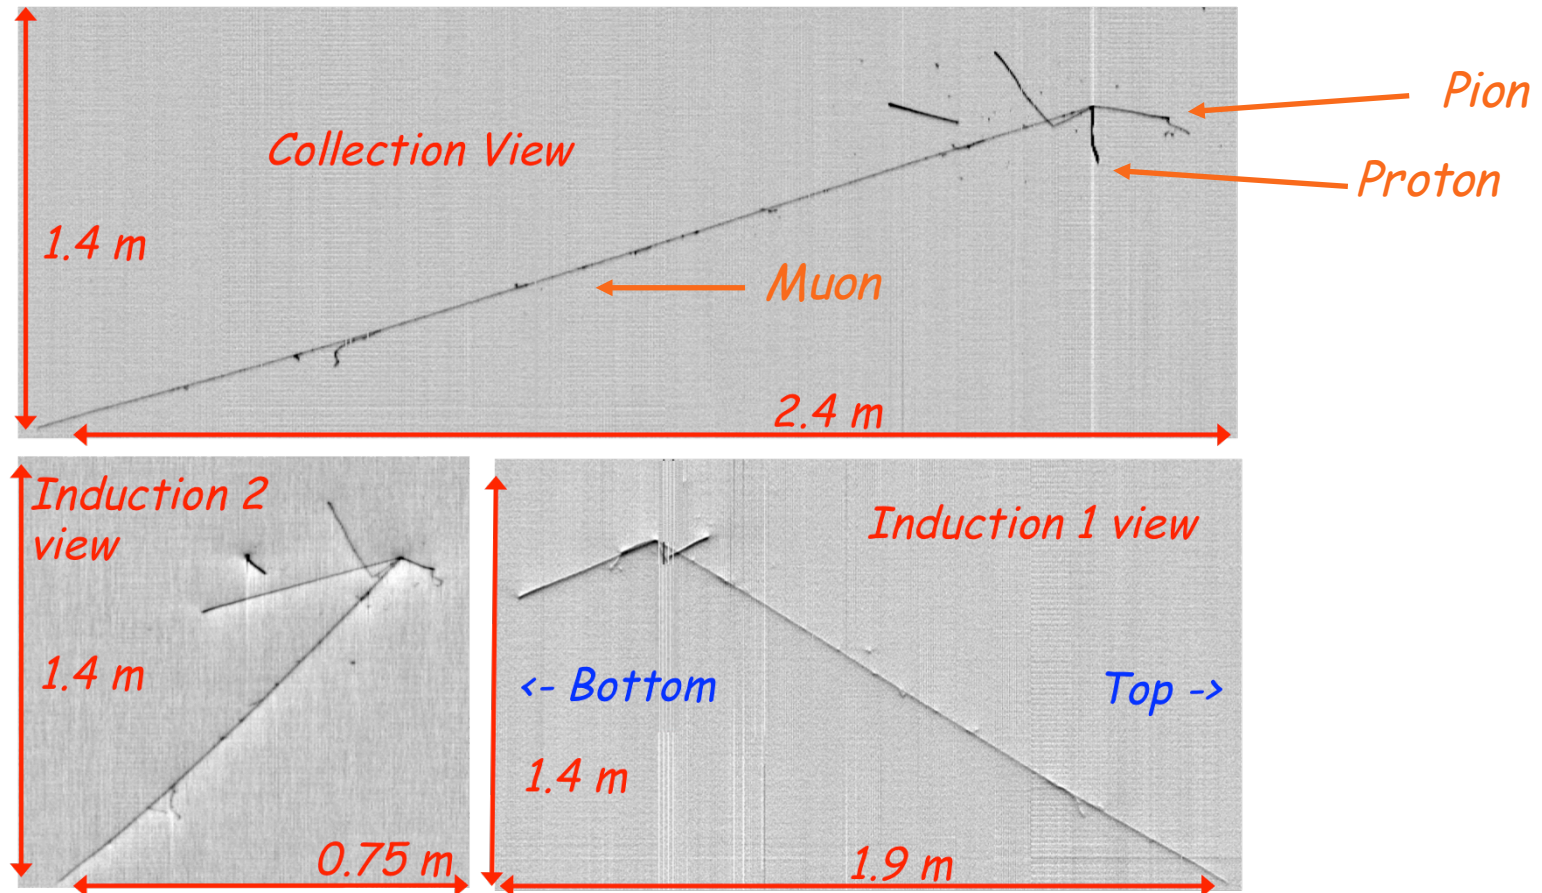 Collection View
Pion
Proton
1.4 m
Muon
2.4 m
Induction 2
view
1.4 m
0.75 m
Induction 1 view
<- Bottom
Top ->
1.4 m
1.9 m